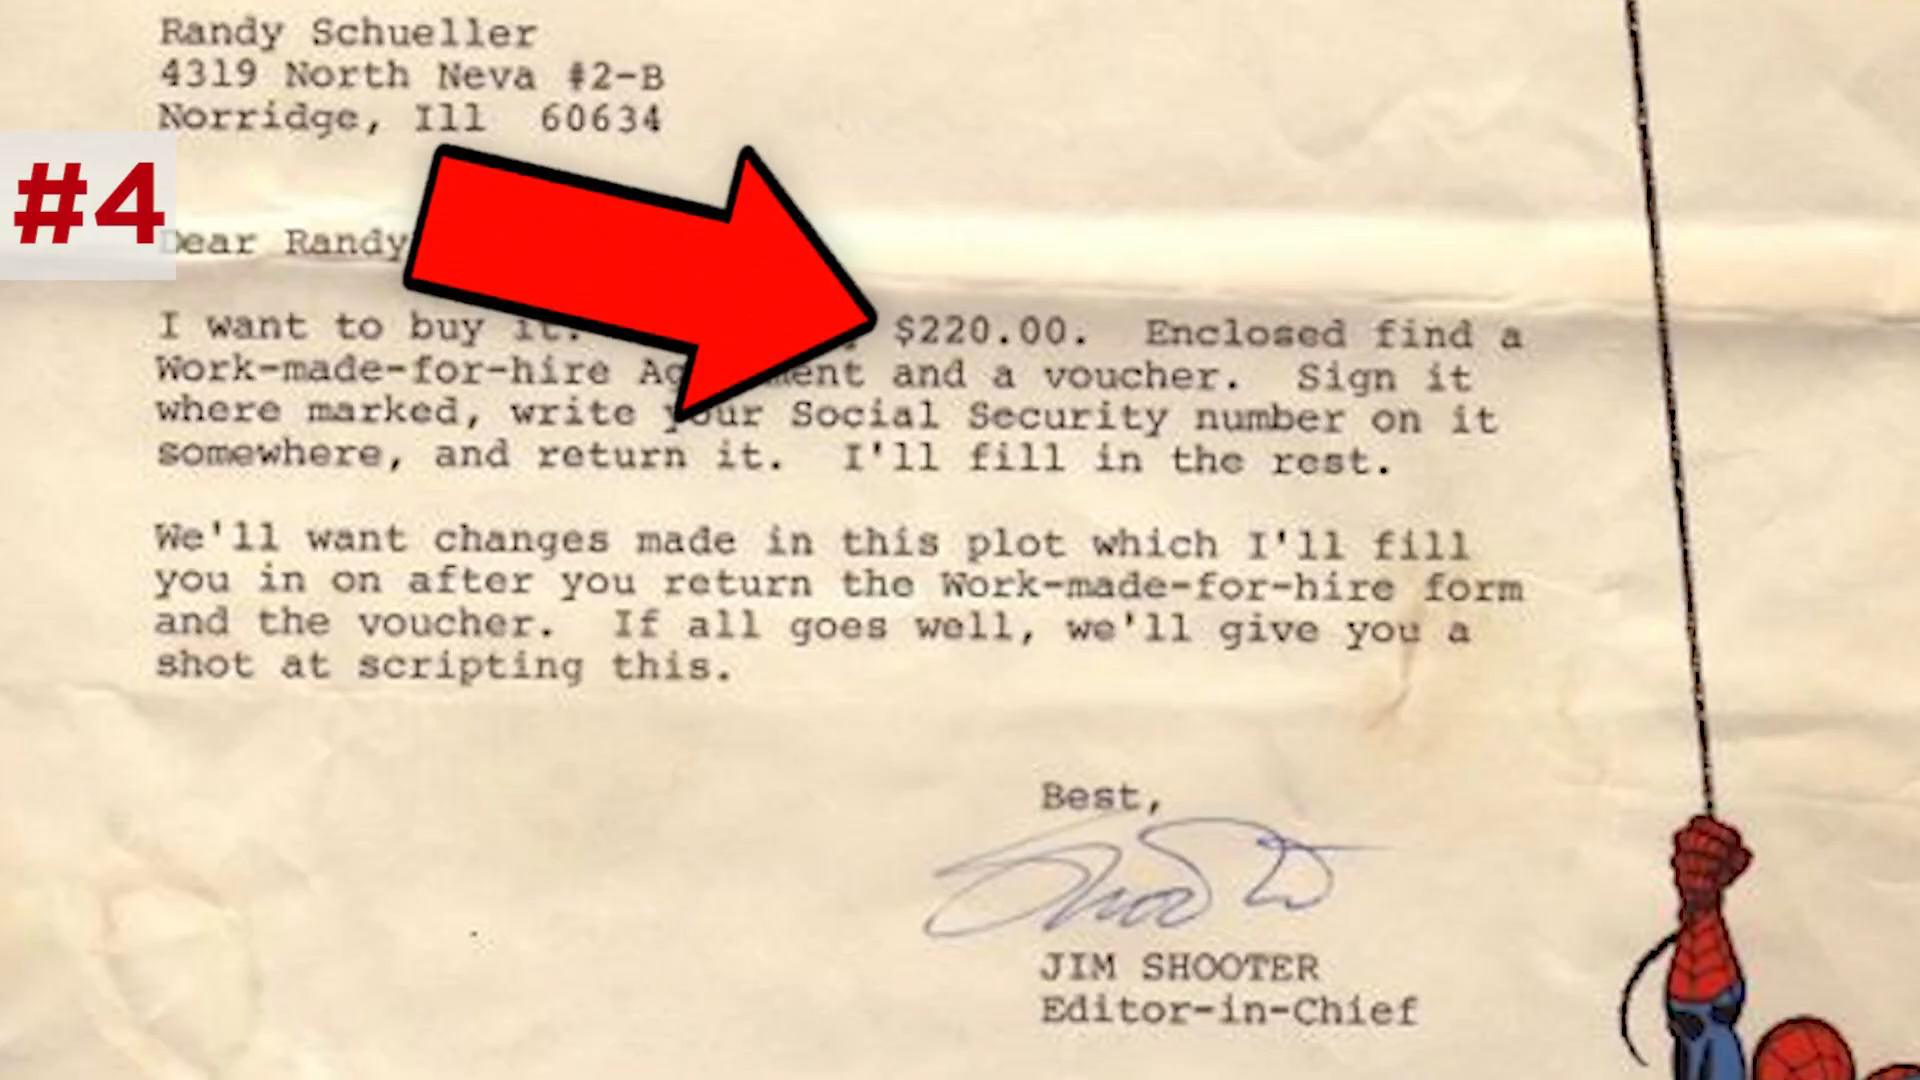 Randy Schueller
4319 North Neva #2-B
Norridge, Ill 60634
#4
Dear Randy
I want to buy it. $220.00. Enclosed find a
Work-made-for-hire and a voucher. Sign it
where marked, write your Social Security number on it
somewhere, and return it. I'll fill in the rest.
We'll want changes made in this plot which I'll fill
you in on after you return the Work-made-for-hire form
and the voucher. If all goes well, we'll give you a
shot at scripting this.
Best,
JIM SHOOTER
Editor-in-Chief